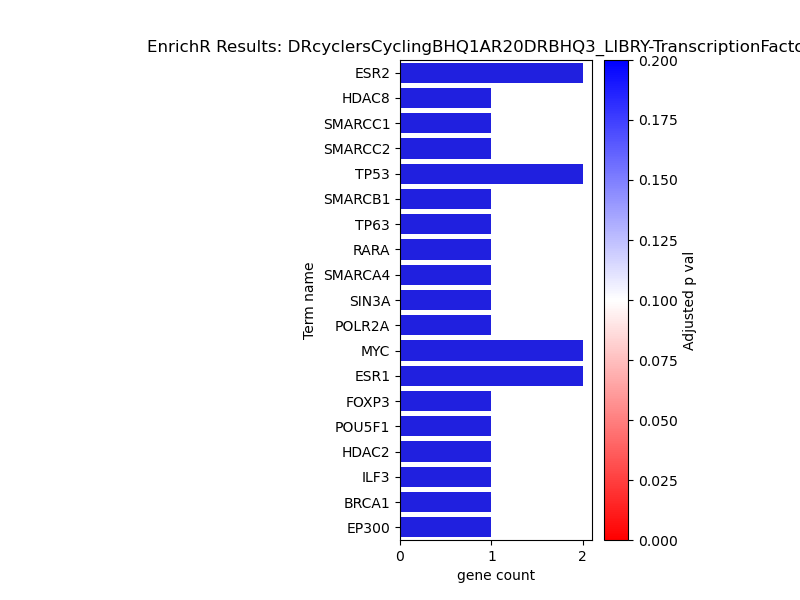 EnrichR Results: DRcyclersCyclingBHQ1AR20DRBHQ3_LIBRY-TranscriptionFacto
Term name
ESR2
HDAC8
SMARCC1
SMARCC2
TP53
SMARCB1
TP63
RARA
SMARCA4
SIN3A
POLR2A
MYC
ESR1
FOXP3
POU5F1
HDAC2
ILF3
BRCA1
EP300
0 1 2
gene count
0.200
0.175
0.150
0.125
0.100
0.075
0.050
0.025
0.000
Adjusted p val